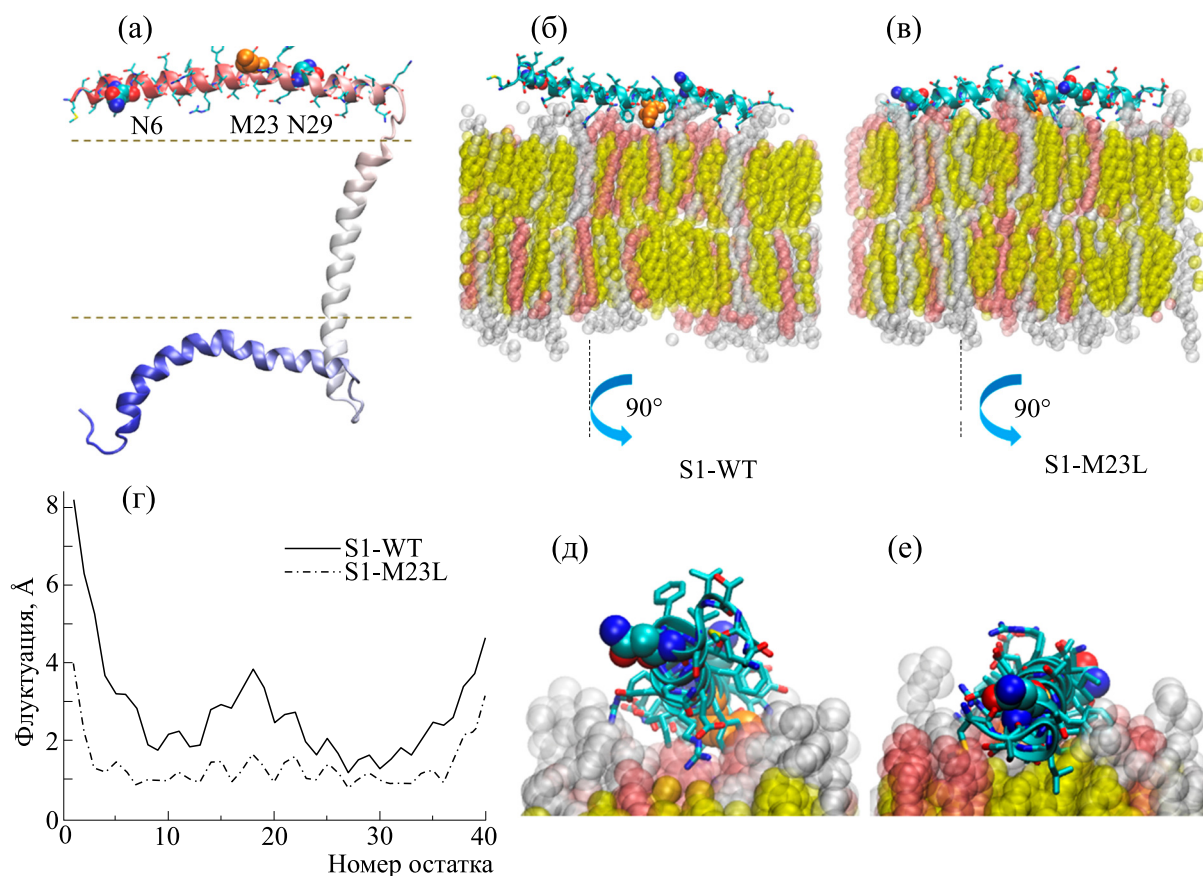 (а)
(б)
(в)
N6
M23 N29
90°
90°
S1-WT
S1-M23L
(г)
Флуктуация, Å
8
6
4
2
0
S1-WT
S1-M23L
0
10
20
30
40
Номер остатка
(д)
(е)